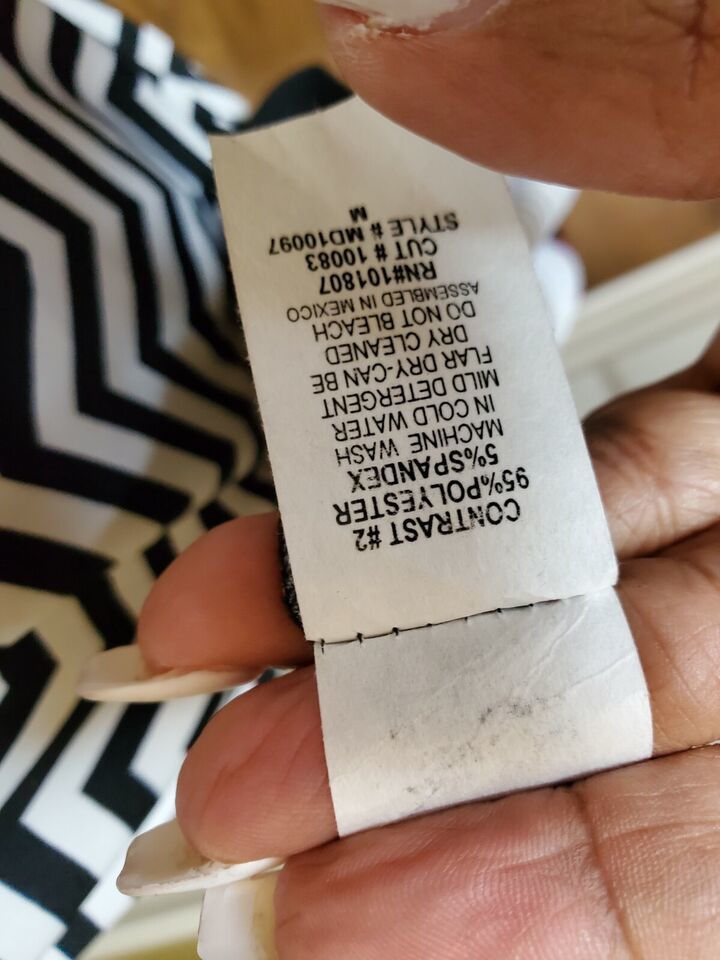 CONTRAST #2
95%POLYESTER
5%SPANDEX
MACHINE WASH
IN COLD WATER
MILD DETERGENT
FLAR DRY-CAN BE
DRY CLEANED
DO NOT BLEACH
ASSEMBLED IN MEXICO
RN#101807
CUT # 10083
STYLE # MD10097
M